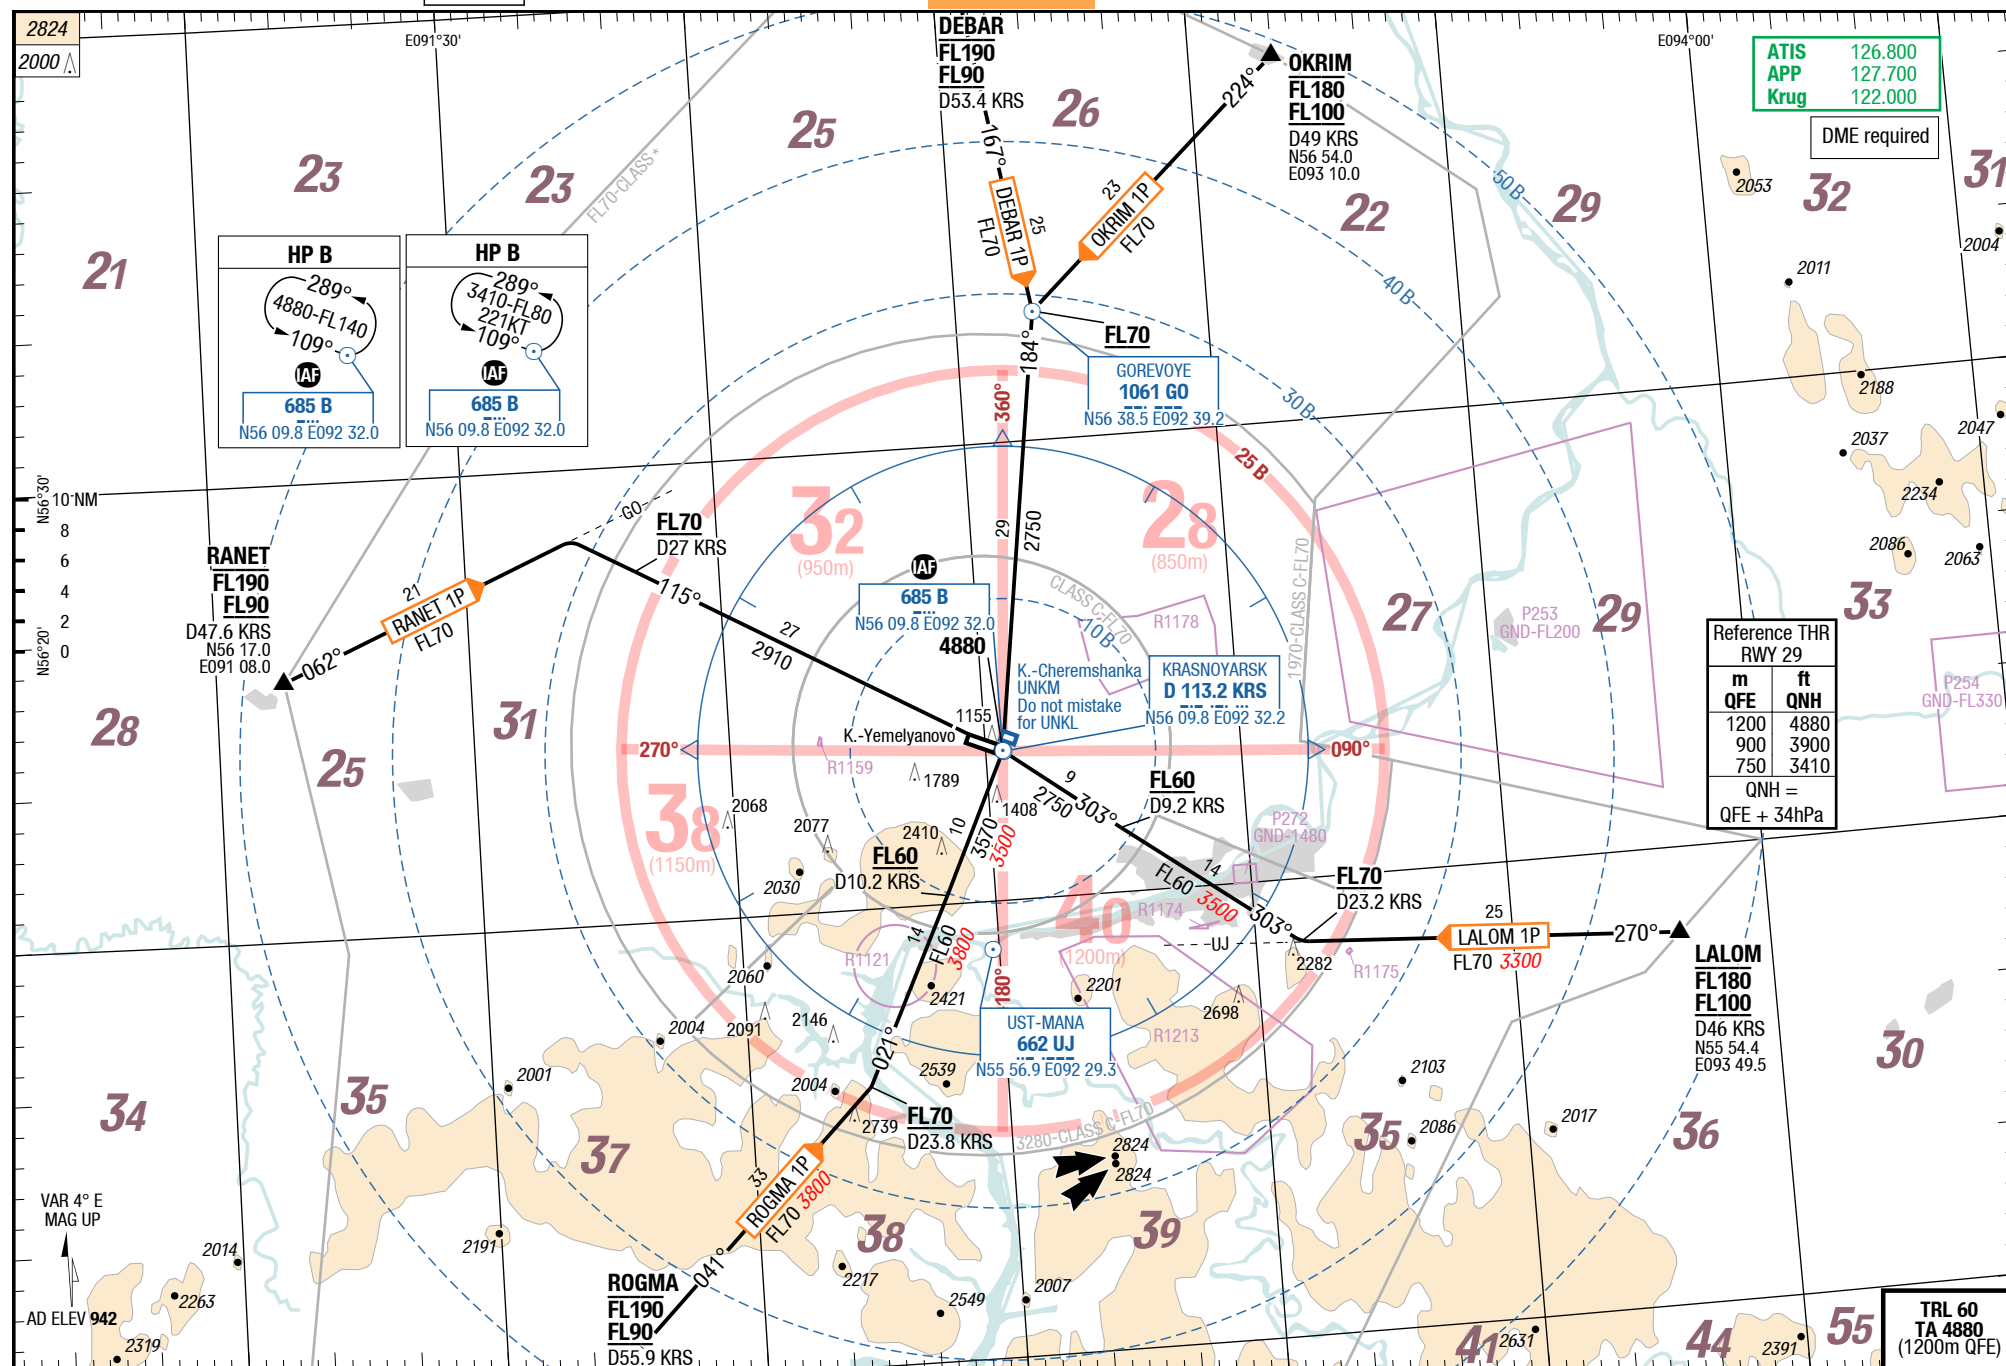 2824
2000
E091°30'
E094°00'
DEBAR
FL190
FL90
D53.4 KRS
167°
DEBAR 1P
25
FL70
OKRIM
FL180
FL100
D49 KRS
N56 54.0
E093 10.0
224°
23
OKRIM 1P
FL70
ATIS 126.800
APP 127.700
Krug 122.000
DME required
26
25
23
23
21
22
29
32
31
FL70-CLASS*
50B
40B
30B
2053
2004
2011
2188
2047
2037
2234
2086
2063
HP B
289°
4880-FL140
109°
IAF
685 B
N56 09.8 E092 32.0
HP B
289°
3410-FL80
221KT
109°
IAF
685 B
N56 09.8 E092 32.0
FL70
184°
GOREVOYE
1061 GO
N56 38.5 E092 39.2
360°
25 B
N56°30'
10 NM
8
6
4
2
0
N56°20'
RANET
FL190
FL90
D47.6 KRS
N56 17.0
E091 08.0
062°
21
RANET 1P
FL70
GO
FL70
D27 KRS
115°
27
2910
32
(950m)
28
(850m)
29
2750
IAF
685 B
N56 09.8 E092 32.0
4880
CLASS C-FL70
10 B
R1178
K.-Cheremshanka
UNKM
Do not mistake
for UNKL
KRASNOYARSK
D 113.2 KRS
N56 09.8 E092 32.2
1970-CLASS C-FL70
27
29
33
P253
GND-FL200
P254
GND-FL330
Reference THR
RWY 29
m ft
QFE QNH
1200 4880
900 3900
750 3410
QNH =
QFE + 34hPa
28
25
31
1155
K.-Yemelyanovo
270°
090°
R1159
1789
1408
2068
2077
2410
2030
38
(1150m)
FL60
D10.2 KRS
10
3570
3500
9
2750
303°
FL60
D9.2 KRS
P272
GND-1480
14
FL60
3500
303°
FL70
D23.2 KRS
25
LALOM 1P
FL70 3300
270°
LALOM
FL180
FL100
D46 KRS
N55 54.4
E093 49.5
UJ
40
(1200m)
R1174
R1175
2282
2698
2201
R1213
R1121
14
FL60
3800
2421
180°
UST-MANA
662 UJ
N55 56.9 E092 29.3
2060
2091
2146
2004
2001
2004
2539
021°
2739
FL70
D23.8 KRS
3280-CLASS C-FL70
2824
2824
2103
2086
2017
30
34
35
37
35
36
38
39
33
ROGMA 1P
FL70 3800
041°
ROGMA
FL190
FL90
D55.9 KRS
VAR 4° E
MAG UP
AD ELEV 942
2014
2263
2319
2191
2217
2549
2007
41
2631
44
2391
55
TRL 60
TA 4880
(1200m QFE)